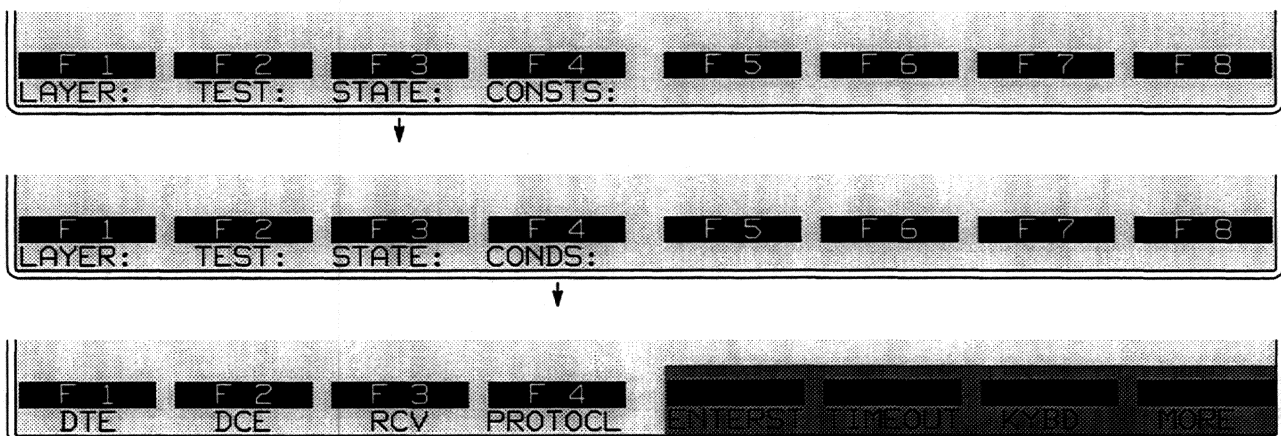 F 1 F 2 F 3 F 4 F 5 F 6 F 7 F 8
LAYER: TEST: STATE: CONSTS:
F 1 F 2 F 3 F 4 F 5 F 6 F 7 F 8
LAYER: TEST: STATE: CONDS:
F 1 F 2 F 3 F 4
DTE DCE RCV PROTOCL ENTERST TIMEOUT KYBD MORE